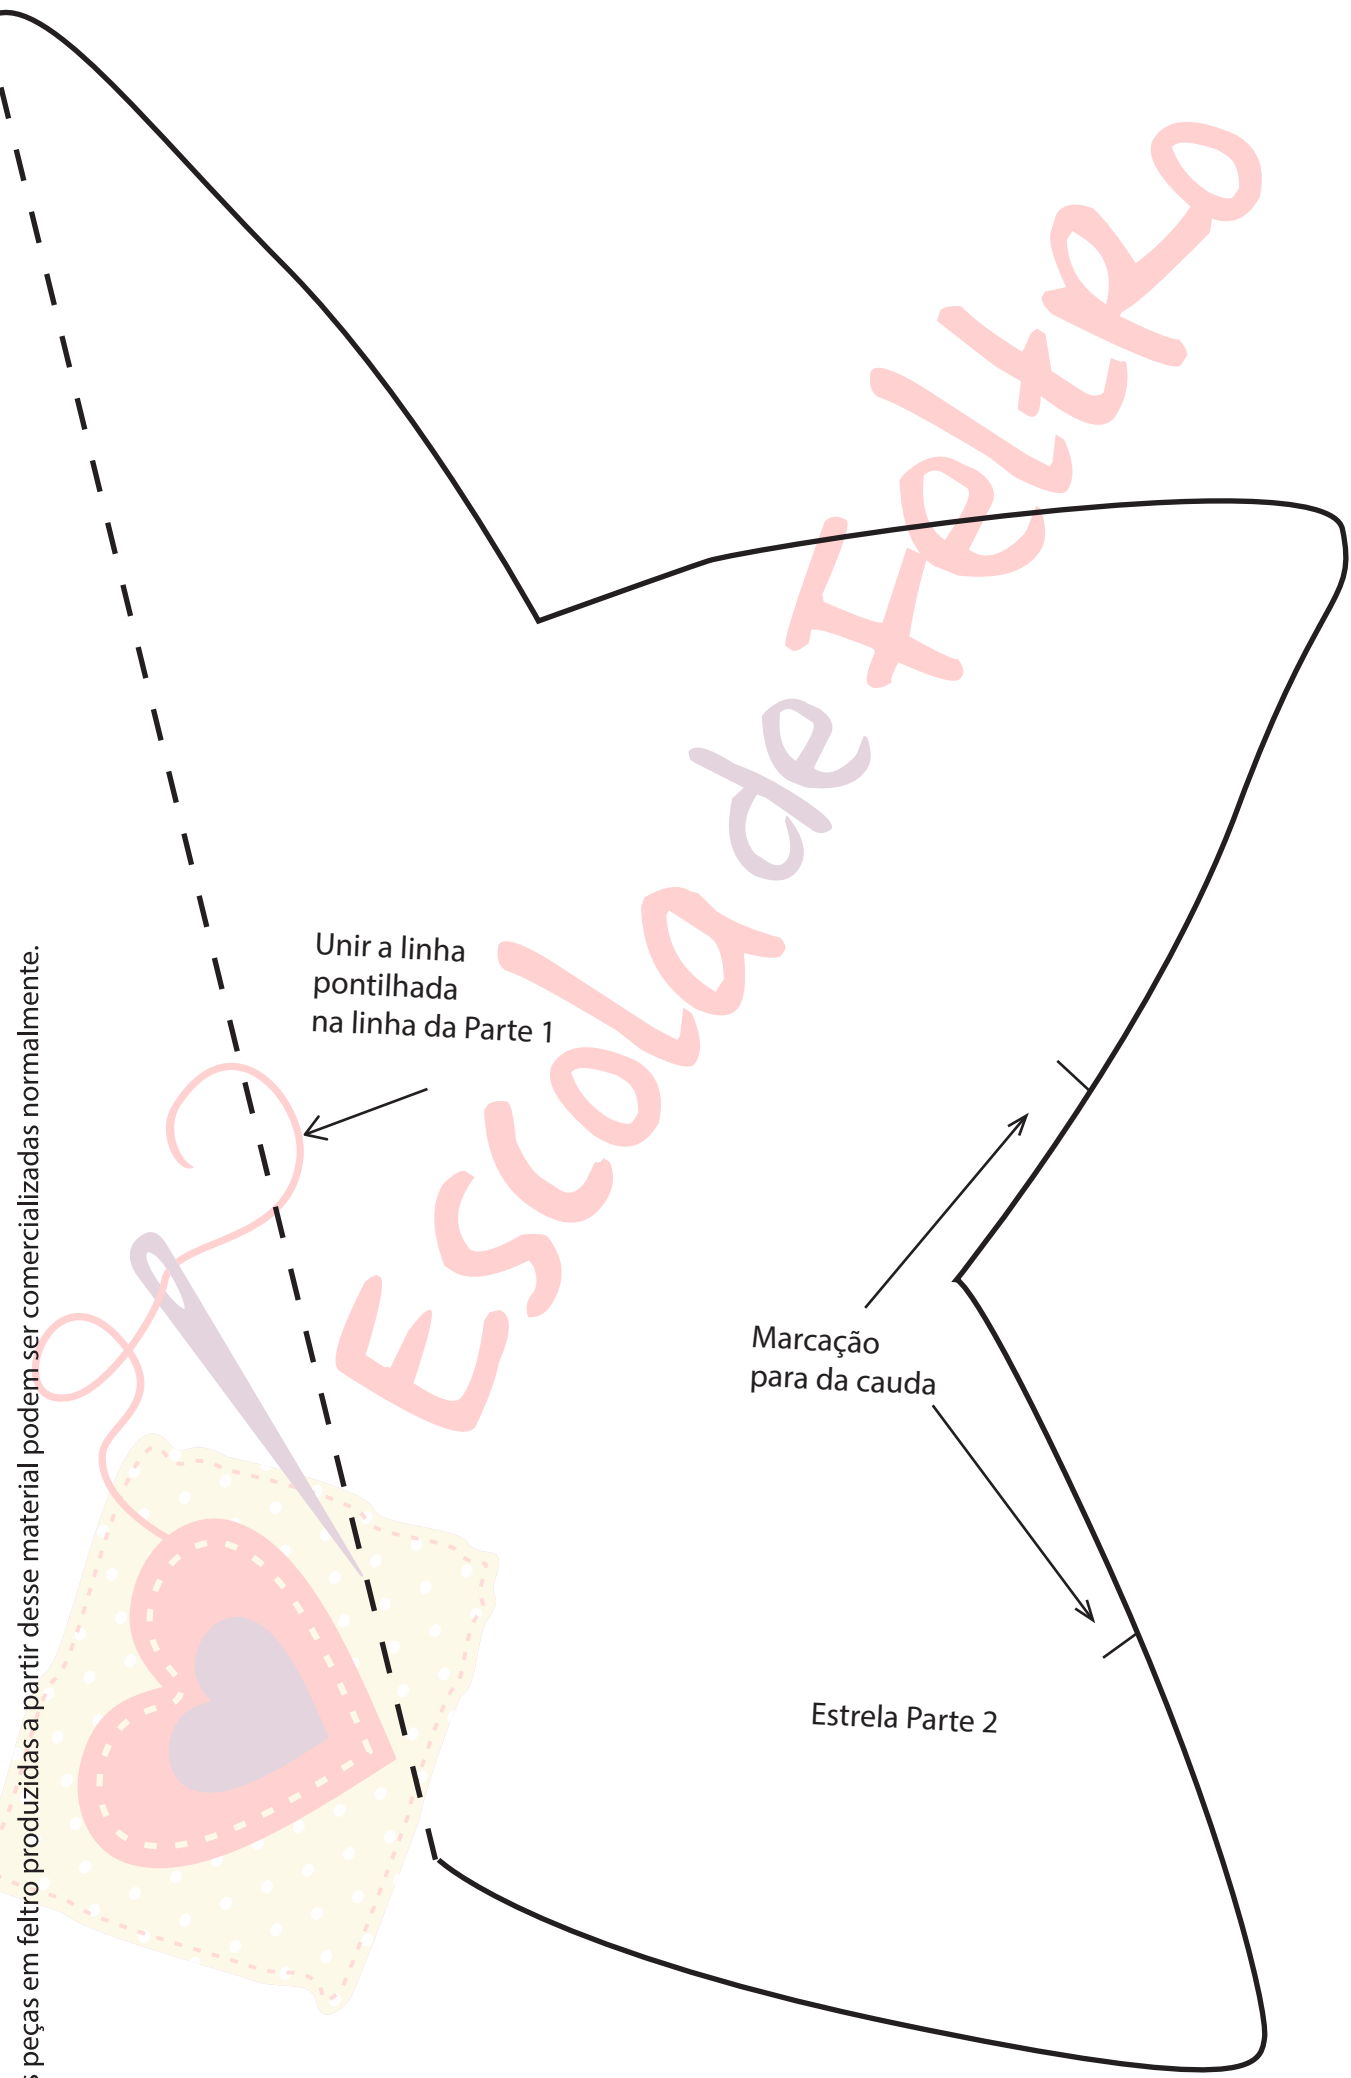 Escola de Feltro
Unir a linha
pontilhada
na linha da Parte 1
Marcação
para da cauda
Estrela Parte 2
peças em feltro produzidas a partir desse material podem ser comercializadas normalmente.